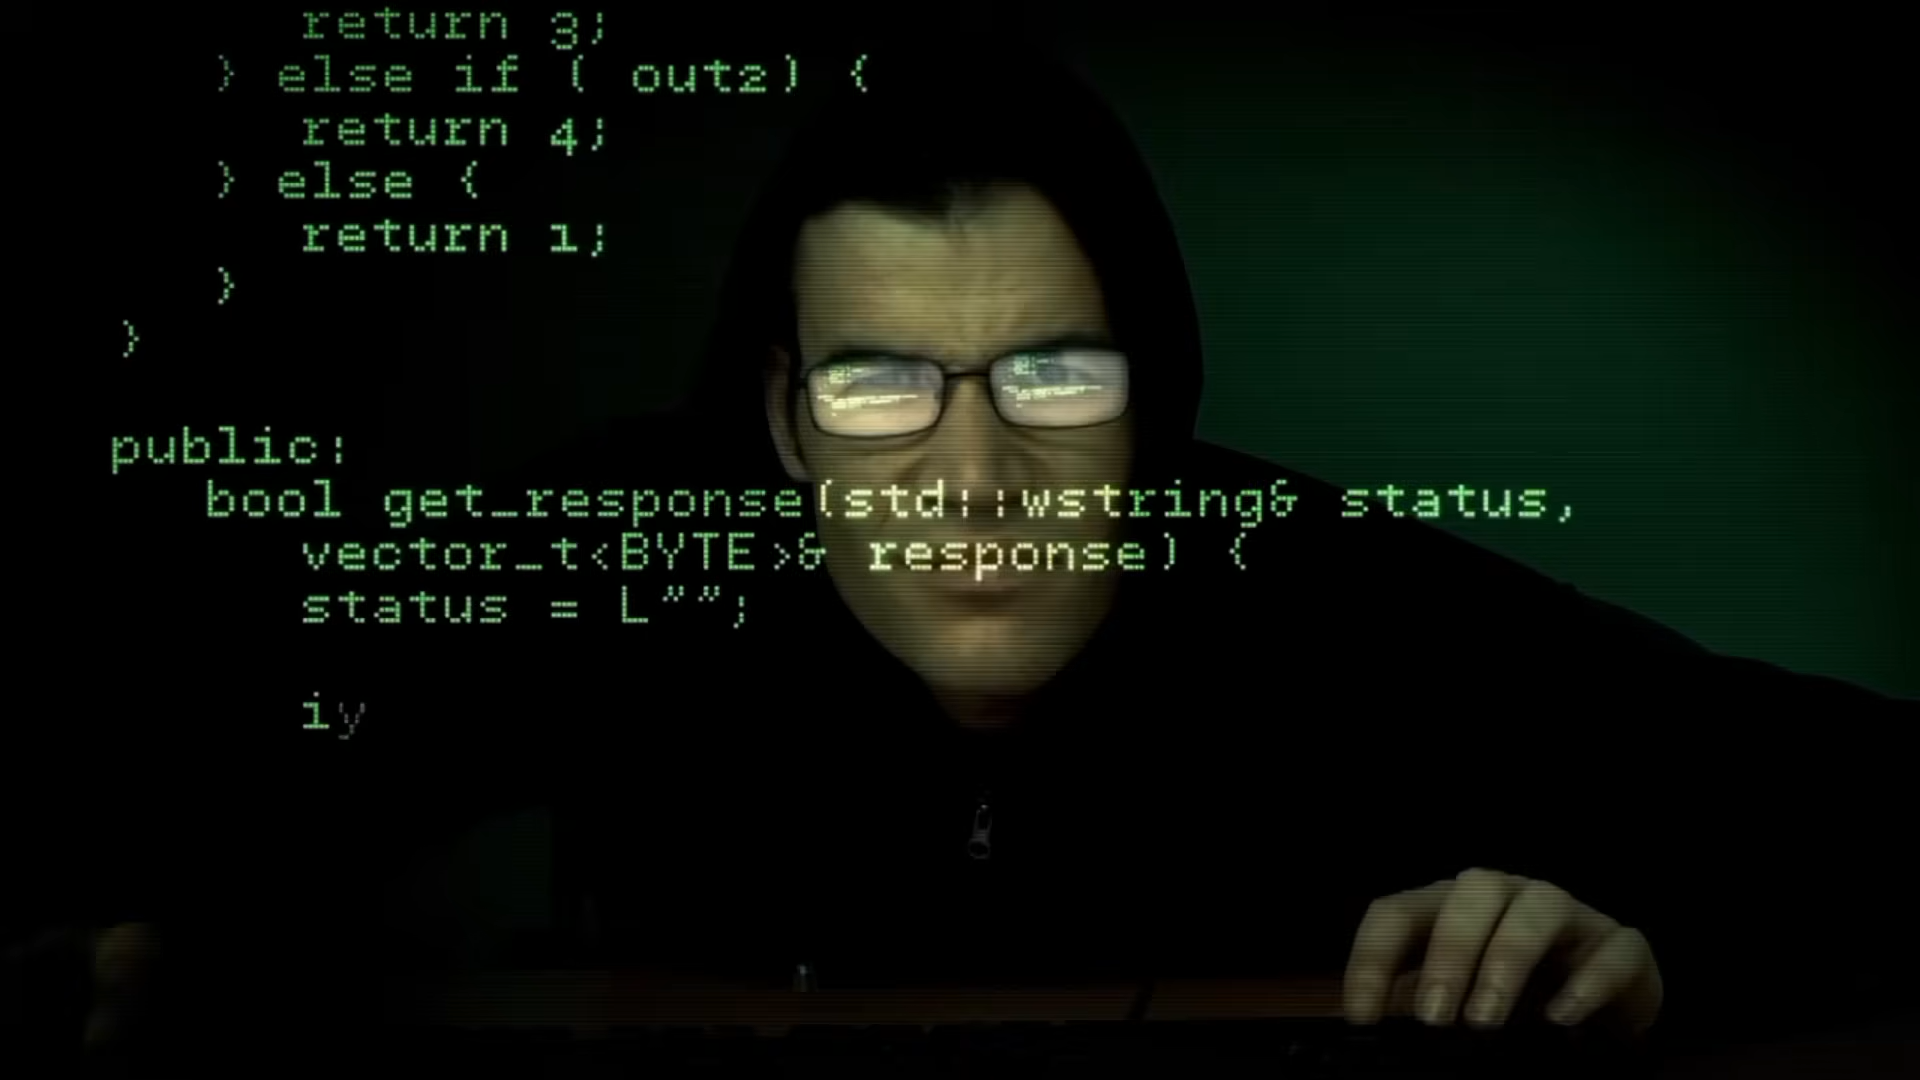 return 3;
} else if ( out2) {
return 4;
} else {
return 1;
}
}
public:
bool get_response(std::wstring& status,
vector_t<BYTE>& response) {
status = L"";
iy